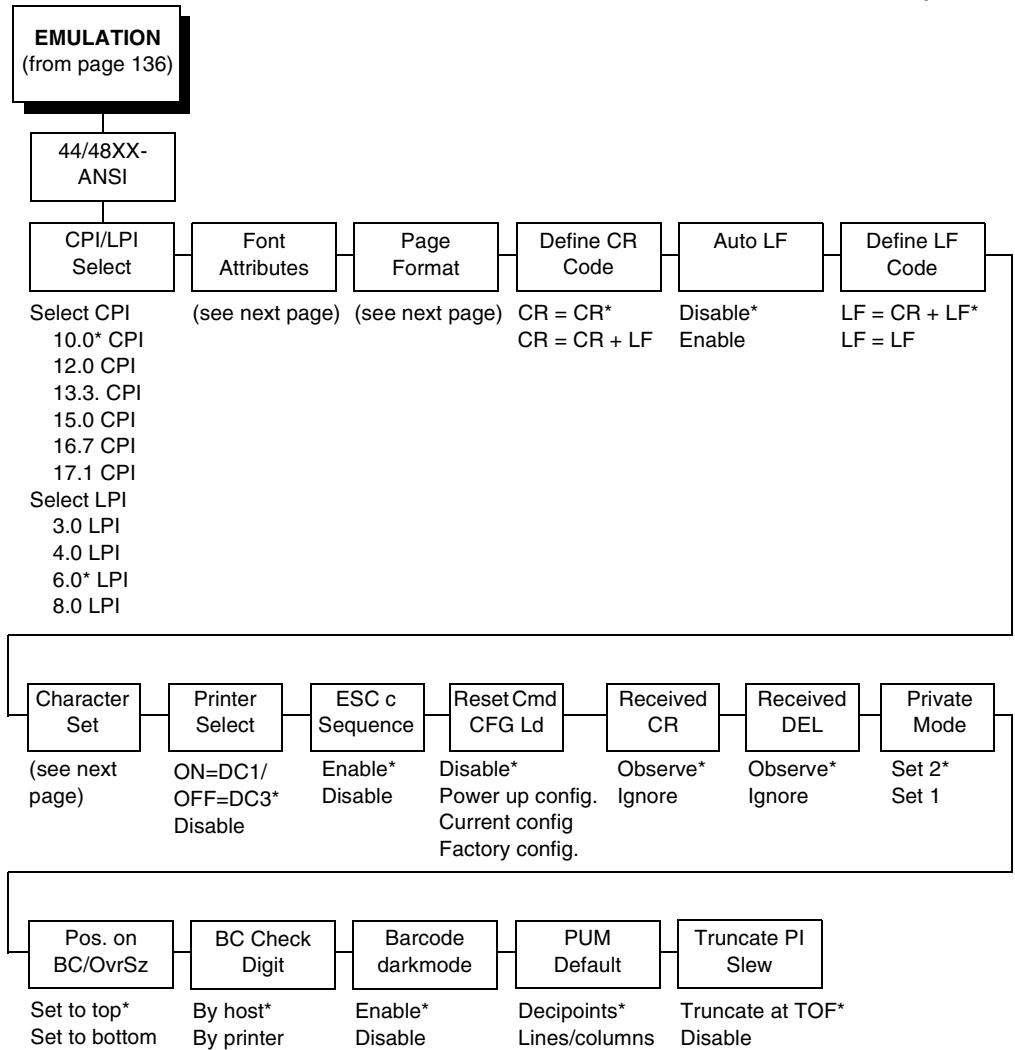 EMULATION
(from page 136)
44/48XX-
ANSI
CPI/LPI
Select
Font
Attributes
Page
Format
Define CR
Code
Auto LF
Define LF
Code
Select CPI
10.0* CPI
12.0 CPI
13.3. CPI
15.0 CPI
16.7 CPI
17.1 CPI
Select LPI
3.0 LPI
4.0 LPI
6.0* LPI
8.0 LPI
(see next page)
(see next page)
CR = CR*
CR = CR + LF
Disable*
Enable
LF = CR + LF*
LF = LF
Character
Set
Printer
Select
ESC c
Sequence
Reset Cmd
CFG Ld
Received
CR
Received
DEL
Private
Mode
(see next
page)
ON=DC1/
OFF=DC3*
Disable
Enable*
Disable
Disable*
Power up config.
Current config
Factory config.
Observe*
Ignore
Observe*
Ignore
Set 2*
Set 1
Pos. on
BC/OvrSz
BC Check
Digit
Barcode
darkmode
PUM
Default
Truncate PI
Slew
Set to top*
Set to bottom
By host*
By printer
Enable*
Disable
Decipoints*
Lines/columns
Truncate at TOF*
Disable